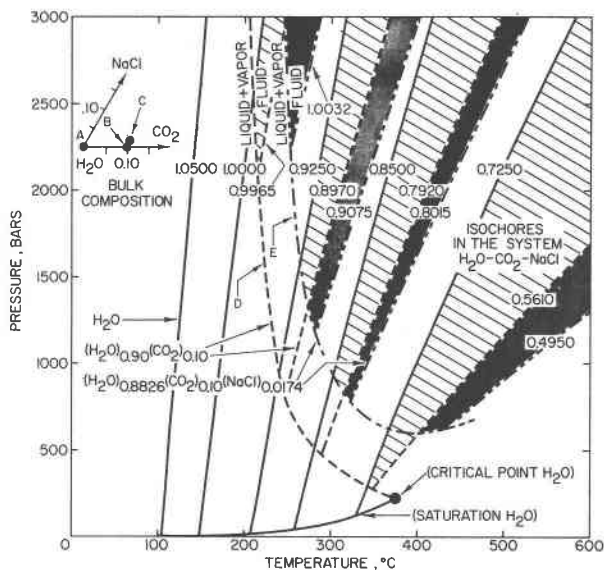 3000
2500
2000
1500
1000
500
0
PRESSURE, BARS
0
100
200
300
400
500
600
TEMPERATURE, °C
NaCl
.10
B
C
A
CO2
H2O
0.10
BULK
COMPOSITION
LIQUID+VAPOR
FLUID?
LIQUID+VAPOR
FLUID
1.0032
1.0500
1.0000
0.9965
0.9250
0.8970
0.9075
0.8500
0.7920
0.8015
0.7250
ISOCHORES
IN THE SYSTEM
H2O-CO2-NaCl
0.5610
0.4950
E
D
H2O
(H2O)0.90(CO2)0.10
(H2O)0.8826(CO2)0.10(NaCl)0.0174
(CRITICAL POINT H2O)
(SATURATION H2O)